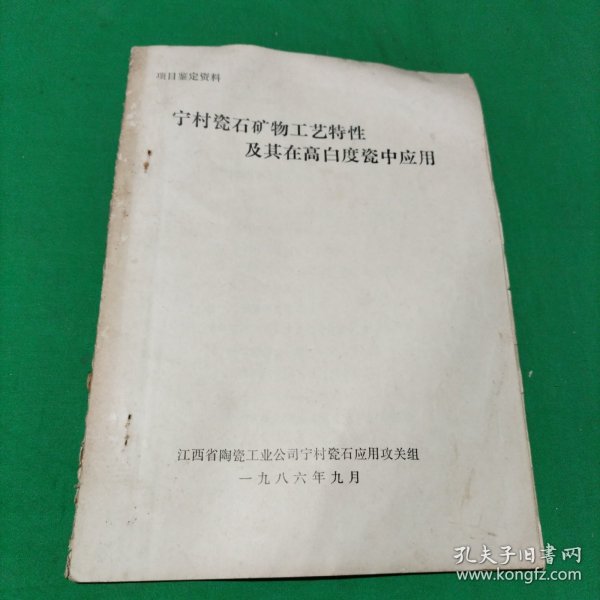 项目鉴定资料
宁村瓷石矿物工艺特性
及其在高白度瓷中应用
江西省陶瓷工业公司宁村瓷石应用攻关组
一九八六年九月
孔夫子旧书网
www.kongfz.com